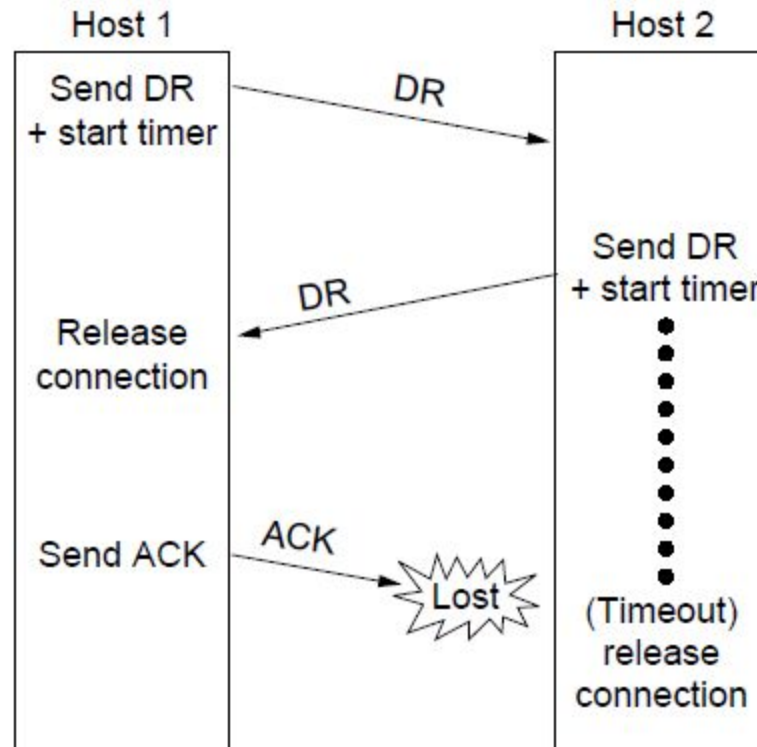 Host 1
Host 2
Send DR
+ start timer
DR
Send DR
+ start timer
DR
Release
connection
Send ACK
ACK
Lost
(Timeout)
release
connection